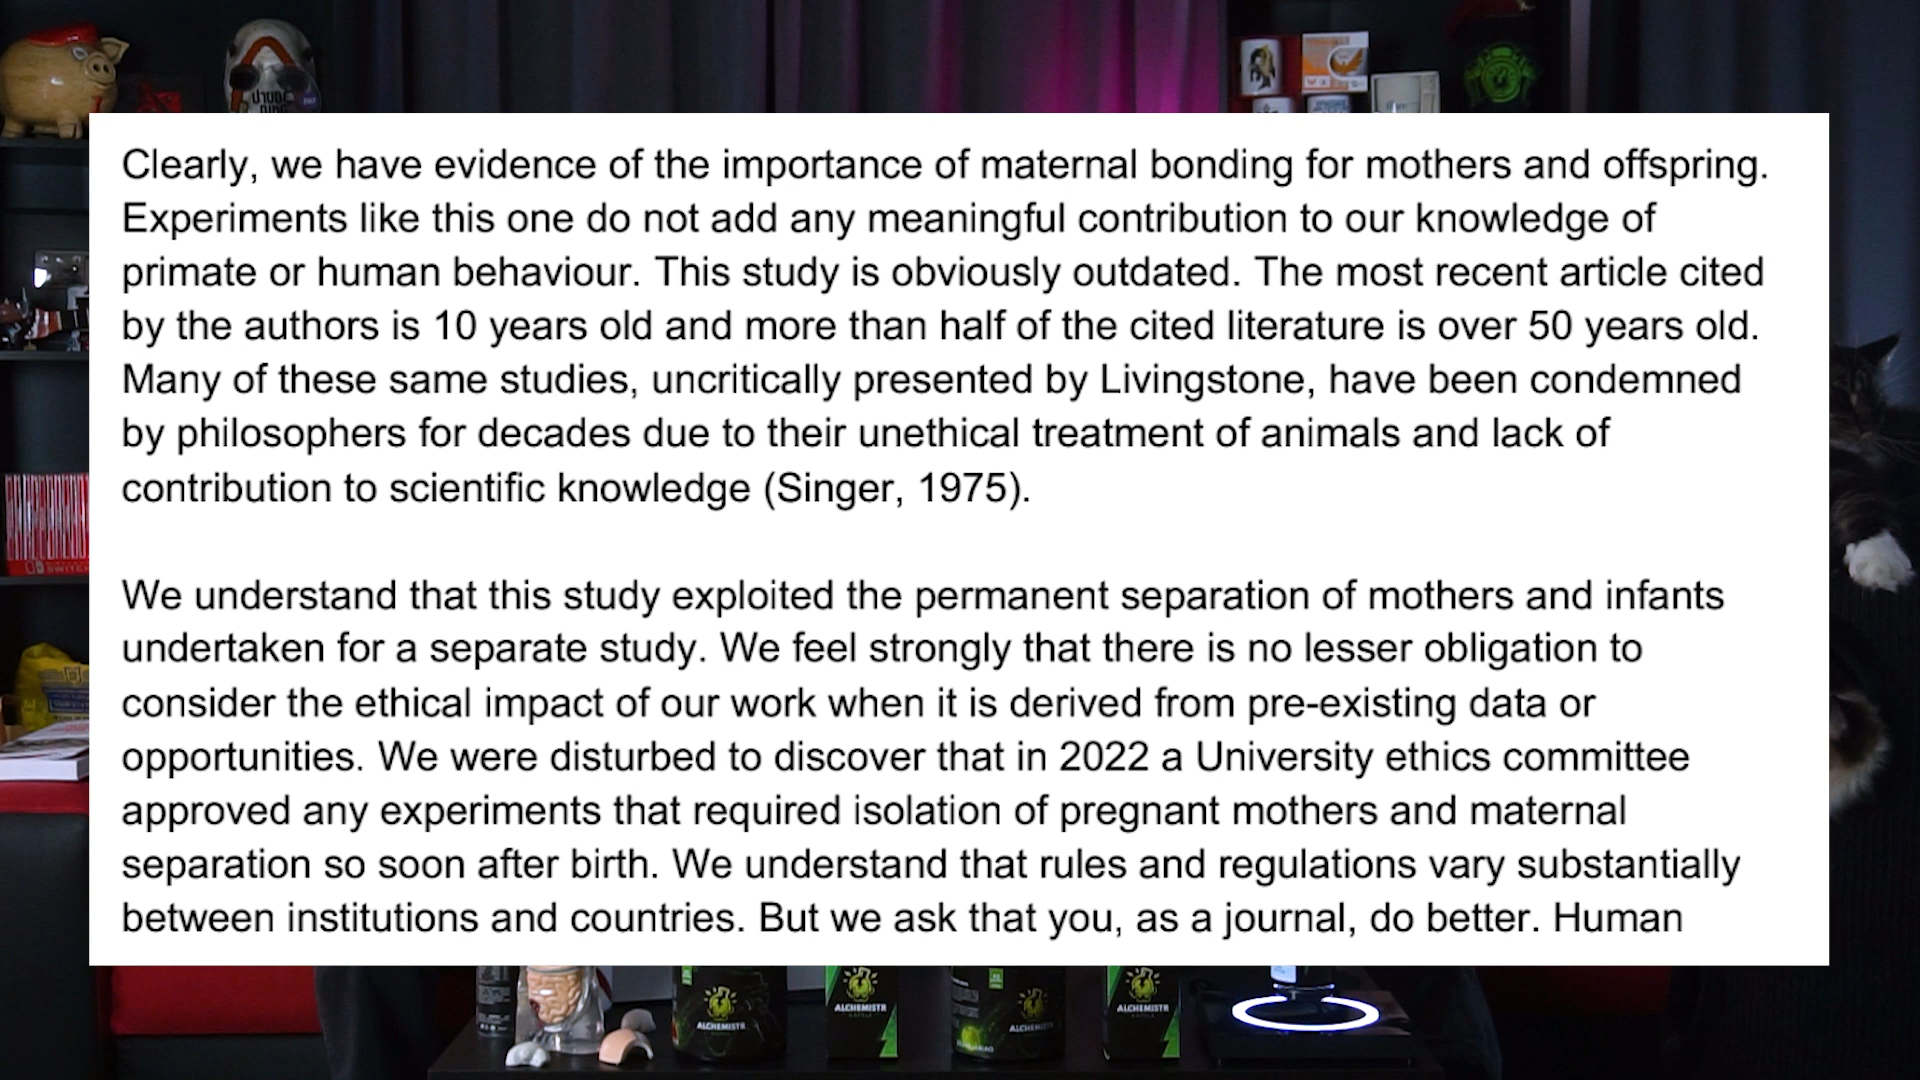 Clearly, we have evidence of the importance of maternal bonding for mothers and offspring.
Experiments like this one do not add any meaningful contribution to our knowledge of
primate or human behaviour. This study is obviously outdated. The most recent article cited
by the authors is 10 years old and more than half of the cited literature is over 50 years old.
Many of these same studies, uncritically presented by Livingstone, have been condemned
by philosophers for decades due to their unethical treatment of animals and lack of
contribution to scientific knowledge (Singer, 1975).
We understand that this study exploited the permanent separation of mothers and infants
undertaken for a separate study. We feel strongly that there is no lesser obligation to
consider the ethical impact of our work when it is derived from pre-existing data or
opportunities. We were disturbed to discover that in 2022 a University ethics committee
approved any experiments that required isolation of pregnant mothers and maternal
separation so soon after birth. We understand that rules and regulations vary substantially
between institutions and countries. But we ask that you, as a journal, do better. Human
ALCHEMISTR
ALCHEMISTR
ALCHEMISTR
ALCHEMISTR